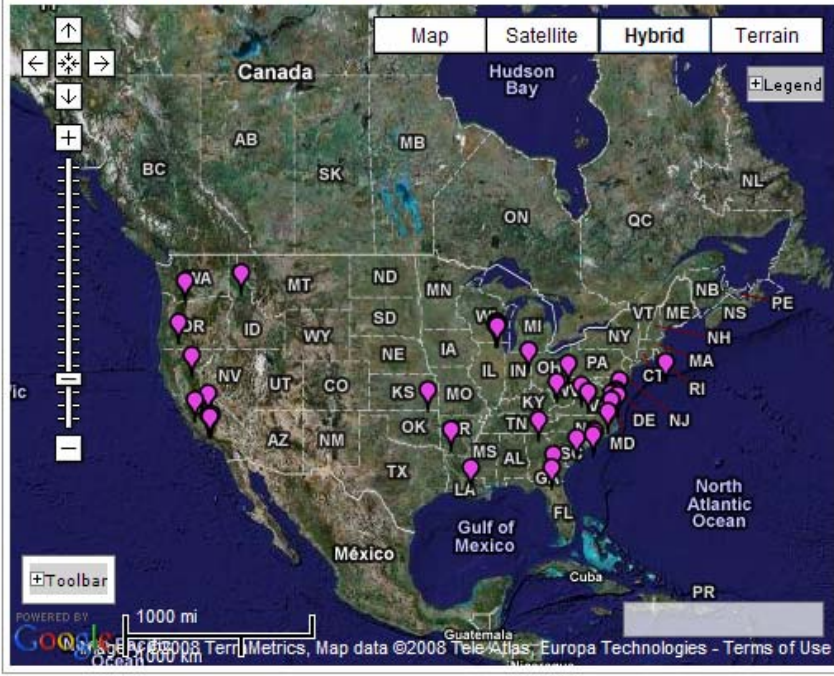 Map
Satellite
Hybrid
Terrain
+Legend
Canada
Hudson
Bay
AB
MB
BC
SK
NL
ON
QC
NB
PE
WA
MT
ND
MN
VT
ME
NS
OR
ID
SD
MI
NY
NH
WY
IA
MA
NE
PA
CT
RI
NV
UT
CO
IL
IN
OH
KS
MO
KY
DE
NJ
OK
TN
MD
AZ
NM
MS
AL
SC
TX
LA
GA
North
Atlantic
Ocean
FL
Gulf of
Mexico
México
Cuba
+Toolbar
PR
POWERED BY
Google
1000 mi
1000 km
Guatemala
Ocean
©2008 TerraMetrics, Map data ©2008 Tele Atlas, Europa Technologies - Terms of Use